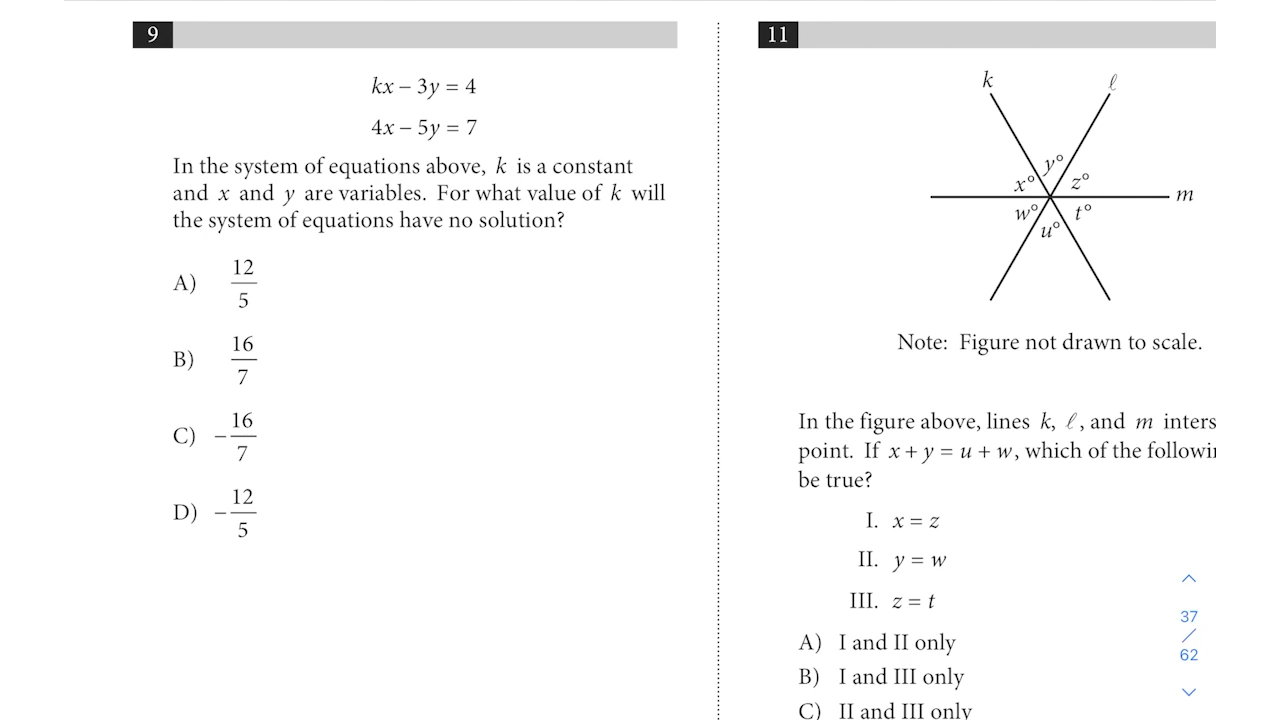 9
kx – 3y = 4
4x – 5y = 7
In the system of equations above, k is a constant
and x and y are variables. For what value of k will
the system of equations have no solution?
A) 12/5
B) 16/7
C) –16/7
D) –12/5
11
k
ℓ
y°
x° z°
m
w° t°
u°
Note: Figure not drawn to scale.
In the figure above, lines k, ℓ, and m inters
point. If x + y = u + w, which of the followin
be true?
I. x = z
II. y = w
III. z = t
A) I and II only
B) I and III only
C) II and III only
37
/
62